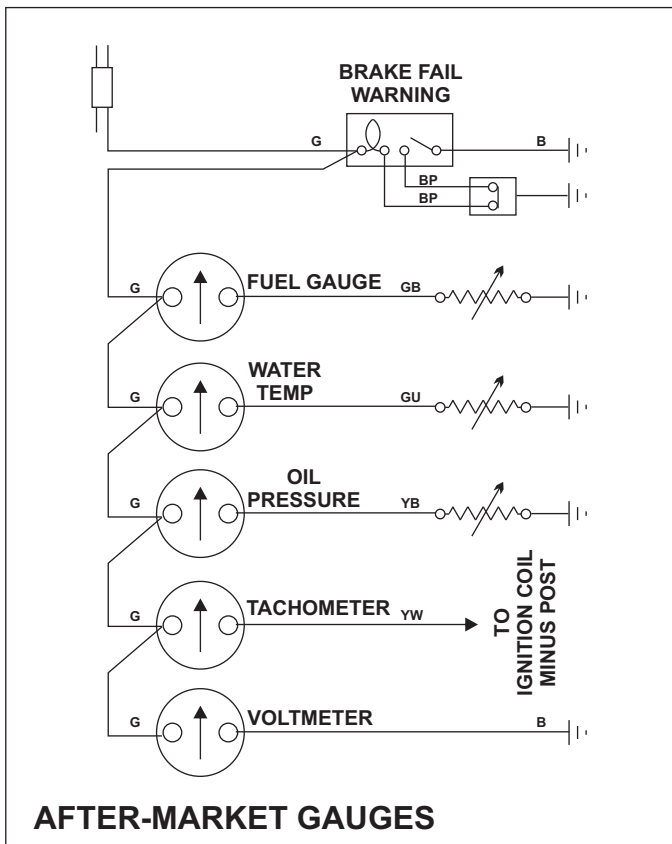 BRAKE FAIL
WARNING
G
B
BP
BP
G
FUEL GAUGE
GB
G
WATER
TEMP
GU
G
OIL
PRESSURE
YB
G
TACHOMETER
YW
TO
IGNITION COIL
MINUS POST
G
VOLTMETER
B
AFTER-MARKET GAUGES